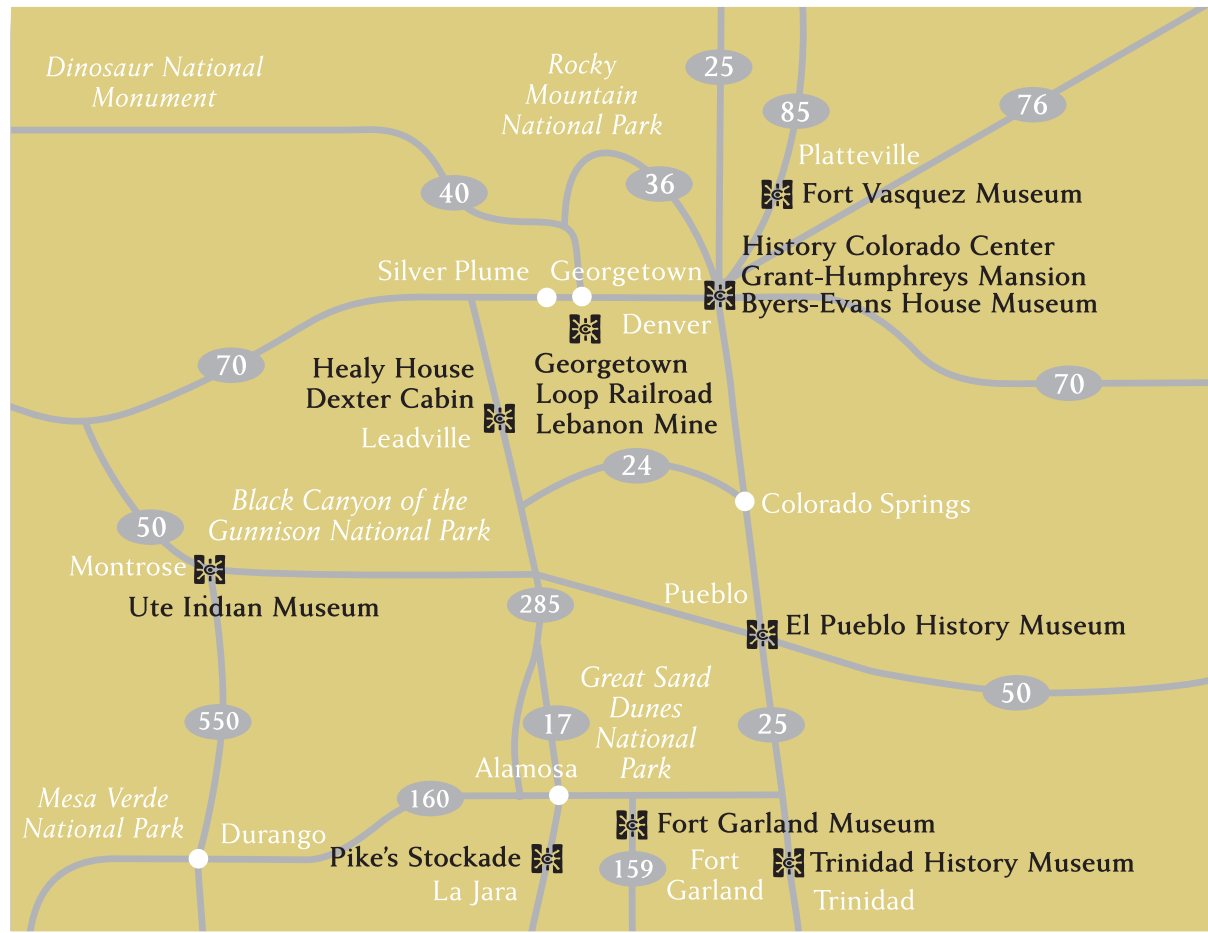 Dinosaur National
Monument
Rocky
Mountain
National Park
25
85
76
Platteville
40
36
Fort Vasquez Museum
History Colorado Center
Grant-Humphreys Mansion
Byers-Evans House Museum
Silver Plume
Georgetown
Denver
70
Healy House
Dexter Cabin
Leadville
Georgetown
Loop Railroad
Lebanon Mine
70
24
Black Canyon of the
Gunnison National Park
Colorado Springs
50
Montrose
Ute Indian Museum
285
Pueblo
El Pueblo History Museum
50
550
17
Great Sand
Dunes
National
Park
25
Alamosa
160
Mesa Verde
National Park
Durango
Fort Garland Museum
Pike's Stockade
La Jara
159
Fort
Garland
Trinidad History Museum
Trinidad